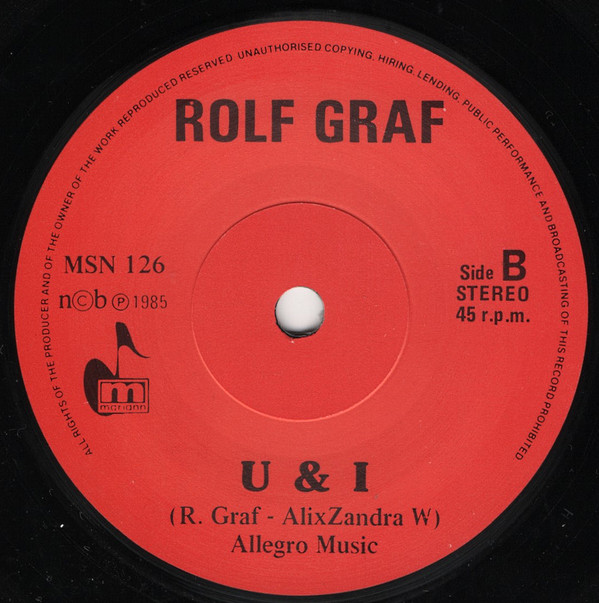 ALL RIGHTS OF THE PRODUCER AND OF THE OWNER OF THE WORK REPRODUCED RESERVED UNAUTHORISED COPYING, HIRING, LENDING, PUBLIC PERFORMANCE AND BROADCASTING OF THIS RECORD PROHIBITED
ROLF GRAF
MSN 126
n©b ℗ 1985
m
mariann
Side B
STEREO
45 r.p.m.
U & I
(R. Graf - AlixZandra W)
Allegro Music